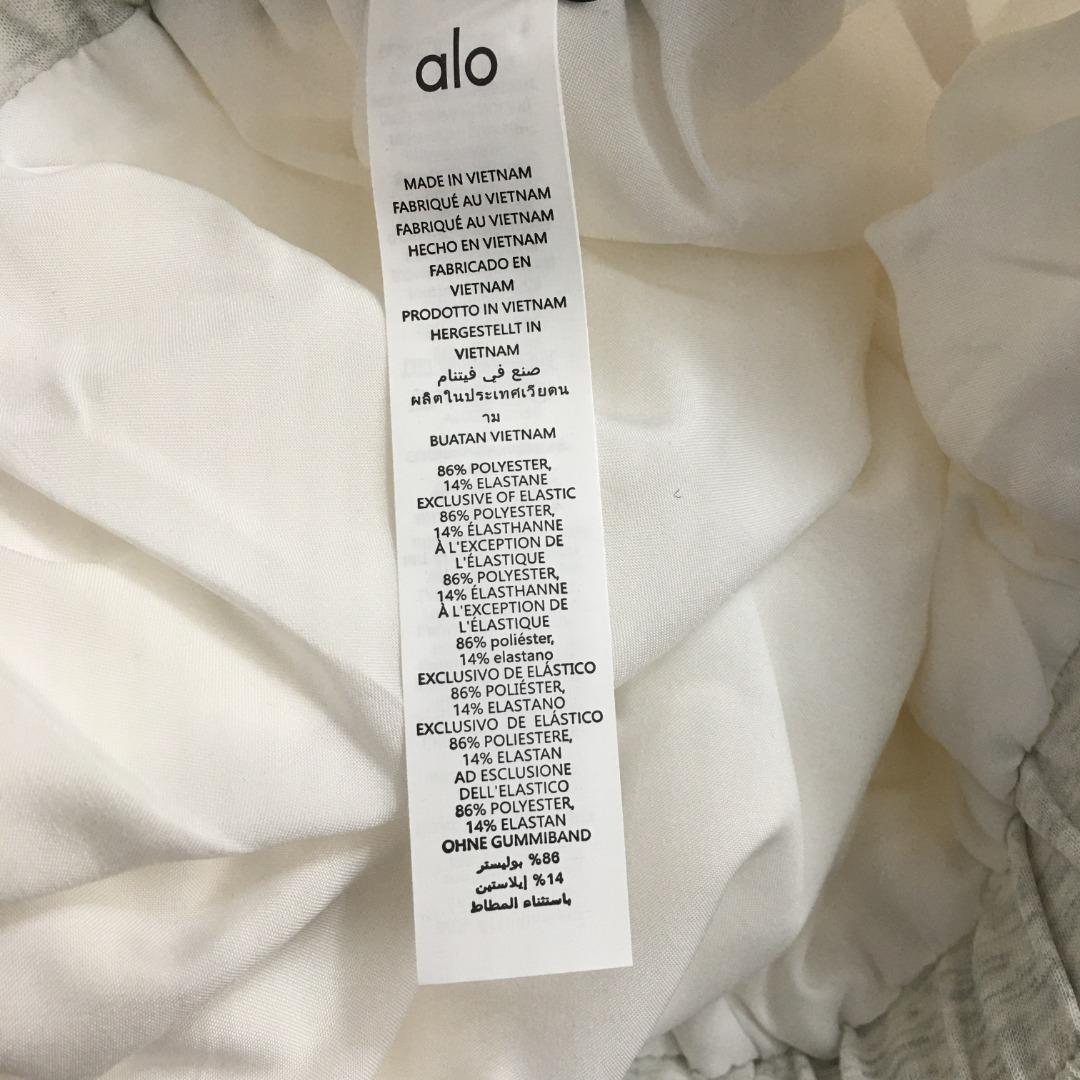 alo
MADE IN VIETNAM
FABRIQUÉ AU VIETNAM
FABRIQUÉ AU VIETNAM
HECHO EN VIETNAM
FABRICADO EN
VIETNAM
PRODOTTO IN VIETNAM
HERGESTELLT IN
VIETNAM
صنع في فيتنام
ผลิตในประเทศเวียดน
าม
BUATAN VIETNAM
86% POLYESTER,
14% ELASTANE
EXCLUSIVE OF ELASTIC
86% POLYESTER,
14% ÉLASTHANNE
À L'EXCEPTION DE
L'ÉLASTIQUE
86% POLYESTER,
14% ÉLASTHANNE
À L'EXCEPTION DE
L'ÉLASTIQUE
86% poliéster,
14% elastano
EXCLUSIVO DE ELÁSTICO
86% POLIÉSTER,
14% ELASTANO
EXCLUSIVO DE ELÁSTICO
86% POLIESTERE,
14% ELASTAN
AD ESCLUSIONE
DELL'ELASTICO
86% POLYESTER,
14% ELASTAN
OHNE GUMMIBAND
86% بوليستر
14% إيلاستين
باستثناء المطاط